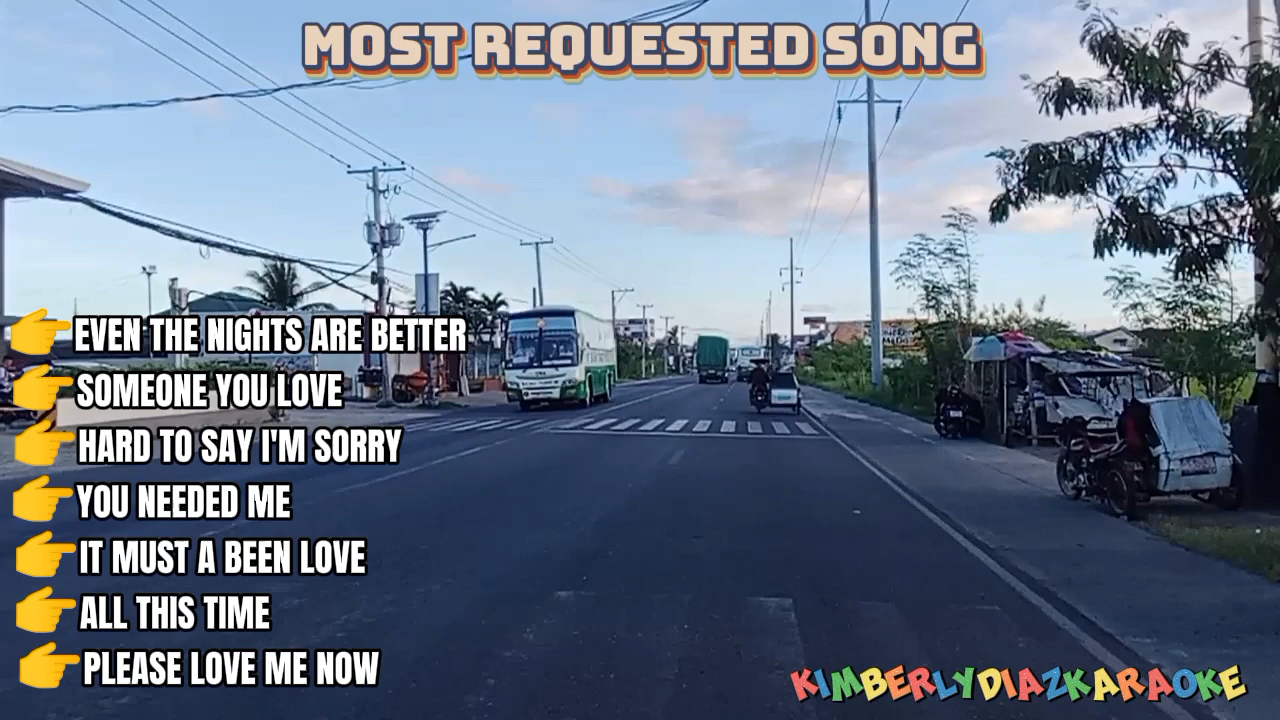 MOST REQUESTED SONG
EVEN THE NIGHTS ARE BETTER
SOMEONE YOU LOVE
HARD TO SAY I'M SORRY
YOU NEEDED ME
IT MUST A BEEN LOVE
ALL THIS TIME
PLEASE LOVE ME NOW
KIMBERLYDIAZKARAOKE